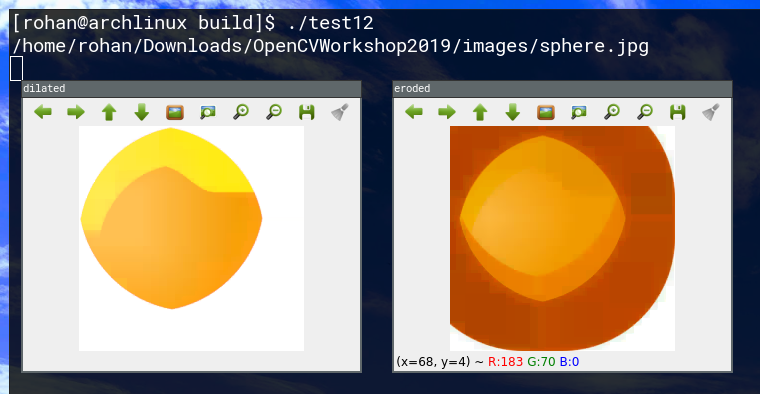 [rohan@archlinux build]$ ./test12
/home/rohan/Downloads/OpenCVWorkshop2019/images/sphere.jpg
dilated
eroded
(x=68, y=4) ~ R:183 G:70 B:0